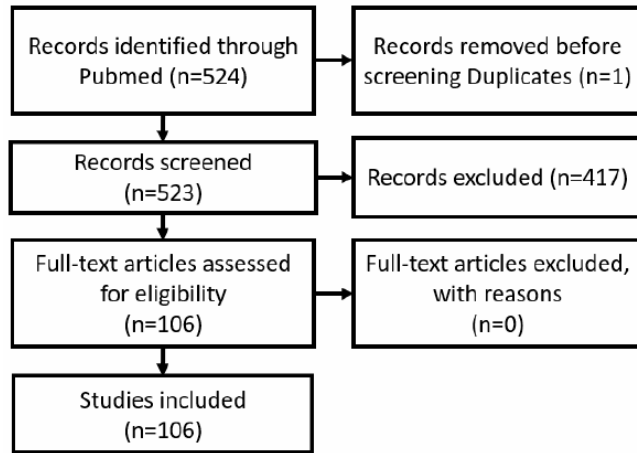 Records identified through
Pubmed (n=524)
Records removed before
screening Duplicates (n=1)
Records screened
(n=523)
Records excluded (n=417)
Full-text articles assessed
for eligibility
(n=106)
Full-text articles excluded,
with reasons
(n=0)
Studies included
(n=106)